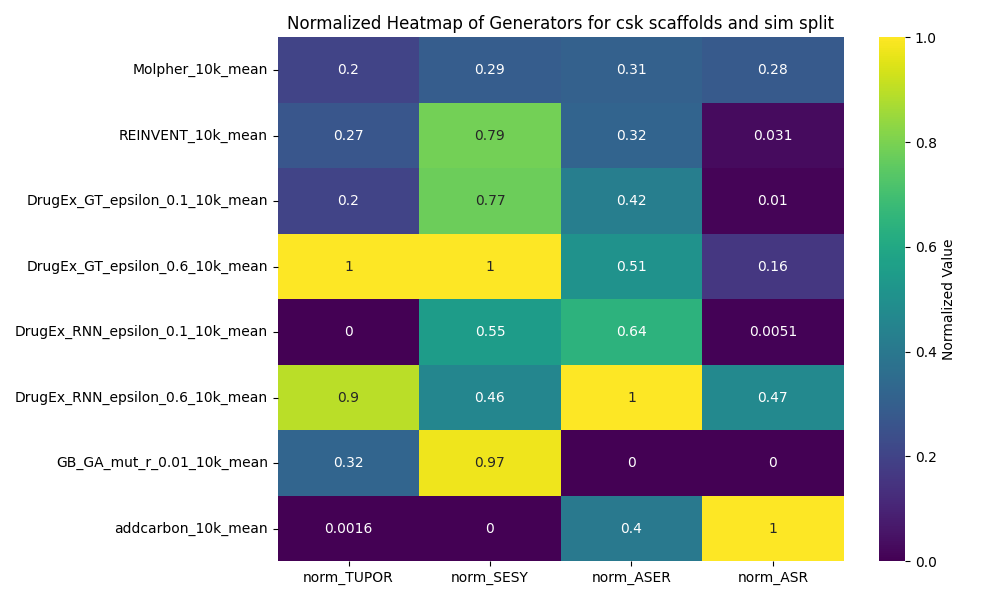 Normalized Heatmap of Generators for csk scaffolds and sim split
Molpher_10k_mean 0.2 0.29 0.31 0.28
REINVENT_10k_mean 0.27 0.79 0.32 0.031
DrugEx_GT_epsilon_0.1_10k_mean 0.2 0.77 0.42 0.01
DrugEx_GT_epsilon_0.6_10k_mean 1 1 0.51 0.16
DrugEx_RNN_epsilon_0.1_10k_mean 0 0.55 0.64 0.0051
DrugEx_RNN_epsilon_0.6_10k_mean 0.9 0.46 1 0.47
GB_GA_mut_r_0.01_10k_mean 0.32 0.97 0 0
addcarbon_10k_mean 0.0016 0 0.4 1
norm_TUPOR norm_SESY norm_ASER norm_ASR
1.0
0.8
0.6
0.4
0.2
0.0
Normalized Value